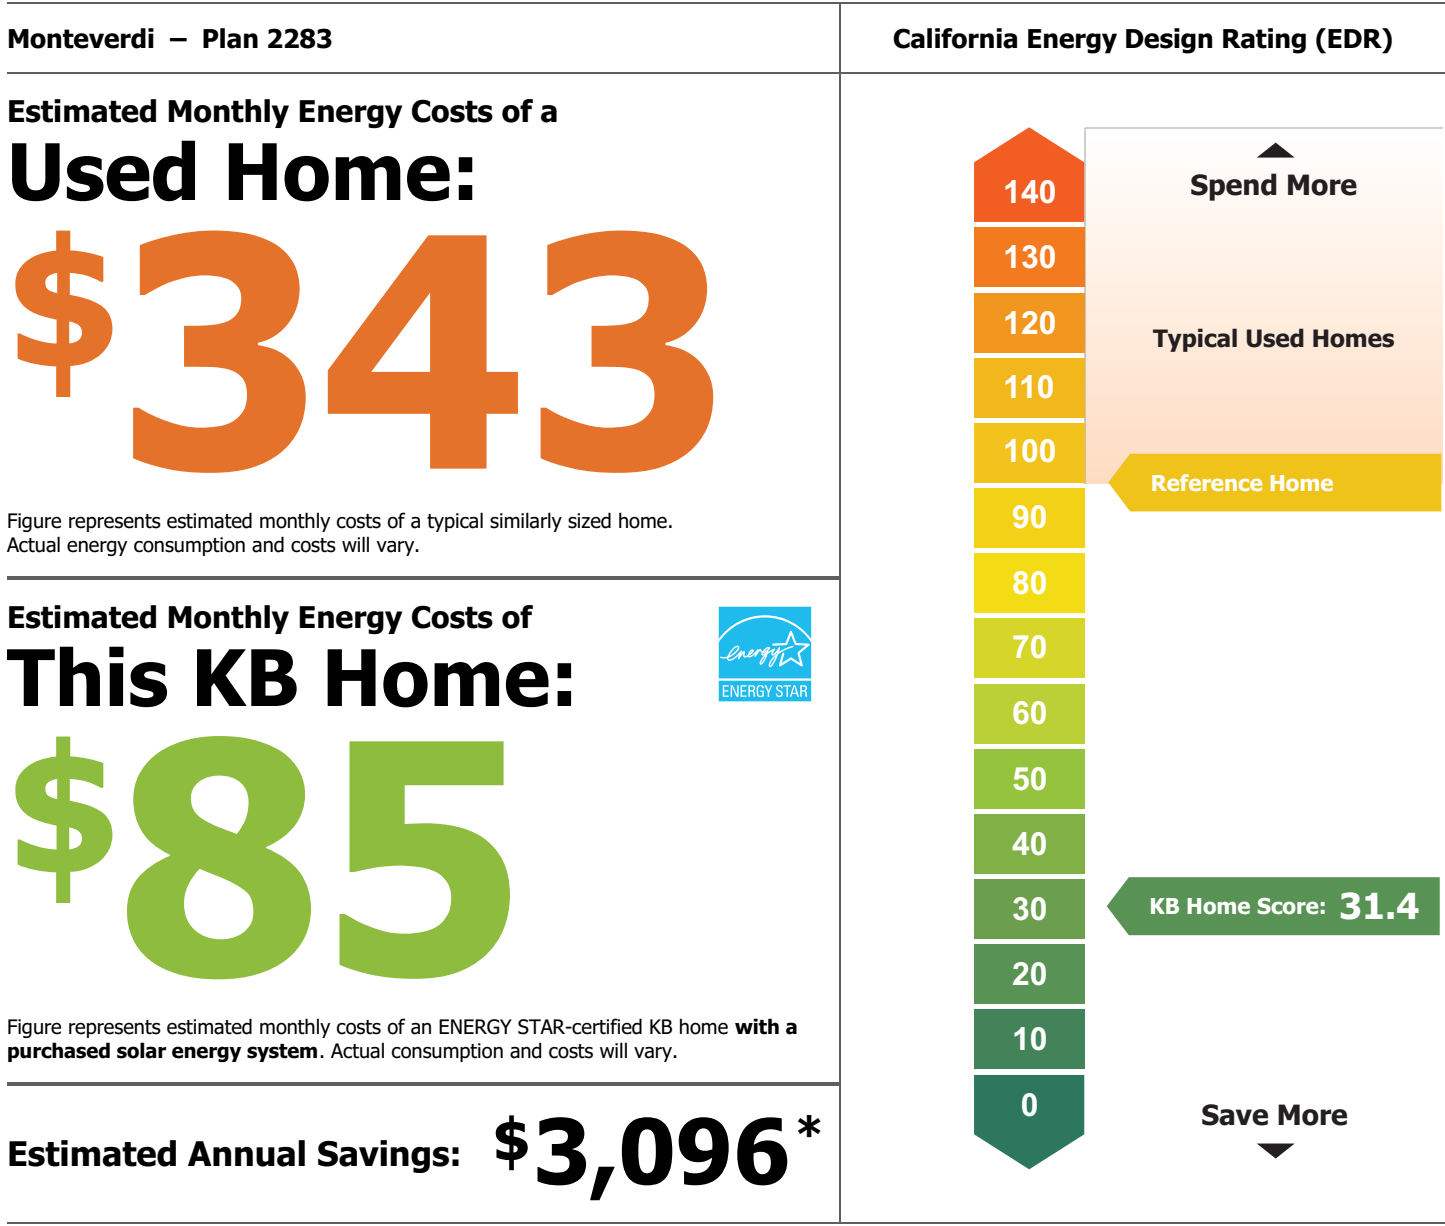 Monteverdi – Plan 2283
Estimated Monthly Energy Costs of a
Used Home:
$343
Figure represents estimated monthly costs of a typical similarly sized home.
Actual energy consumption and costs will vary.
Estimated Monthly Energy Costs of
This KB Home:
energy
ENERGY STAR
$85
Figure represents estimated monthly costs of an ENERGY STAR-certified KB home with a
purchased solar energy system. Actual consumption and costs will vary.
Estimated Annual Savings: $3,096*
California Energy Design Rating (EDR)
140
130
120
110
100
90
80
70
60
50
40
30
20
10
0
Spend More
Typical Used Homes
Reference Home
KB Home Score: 31.4
Save More